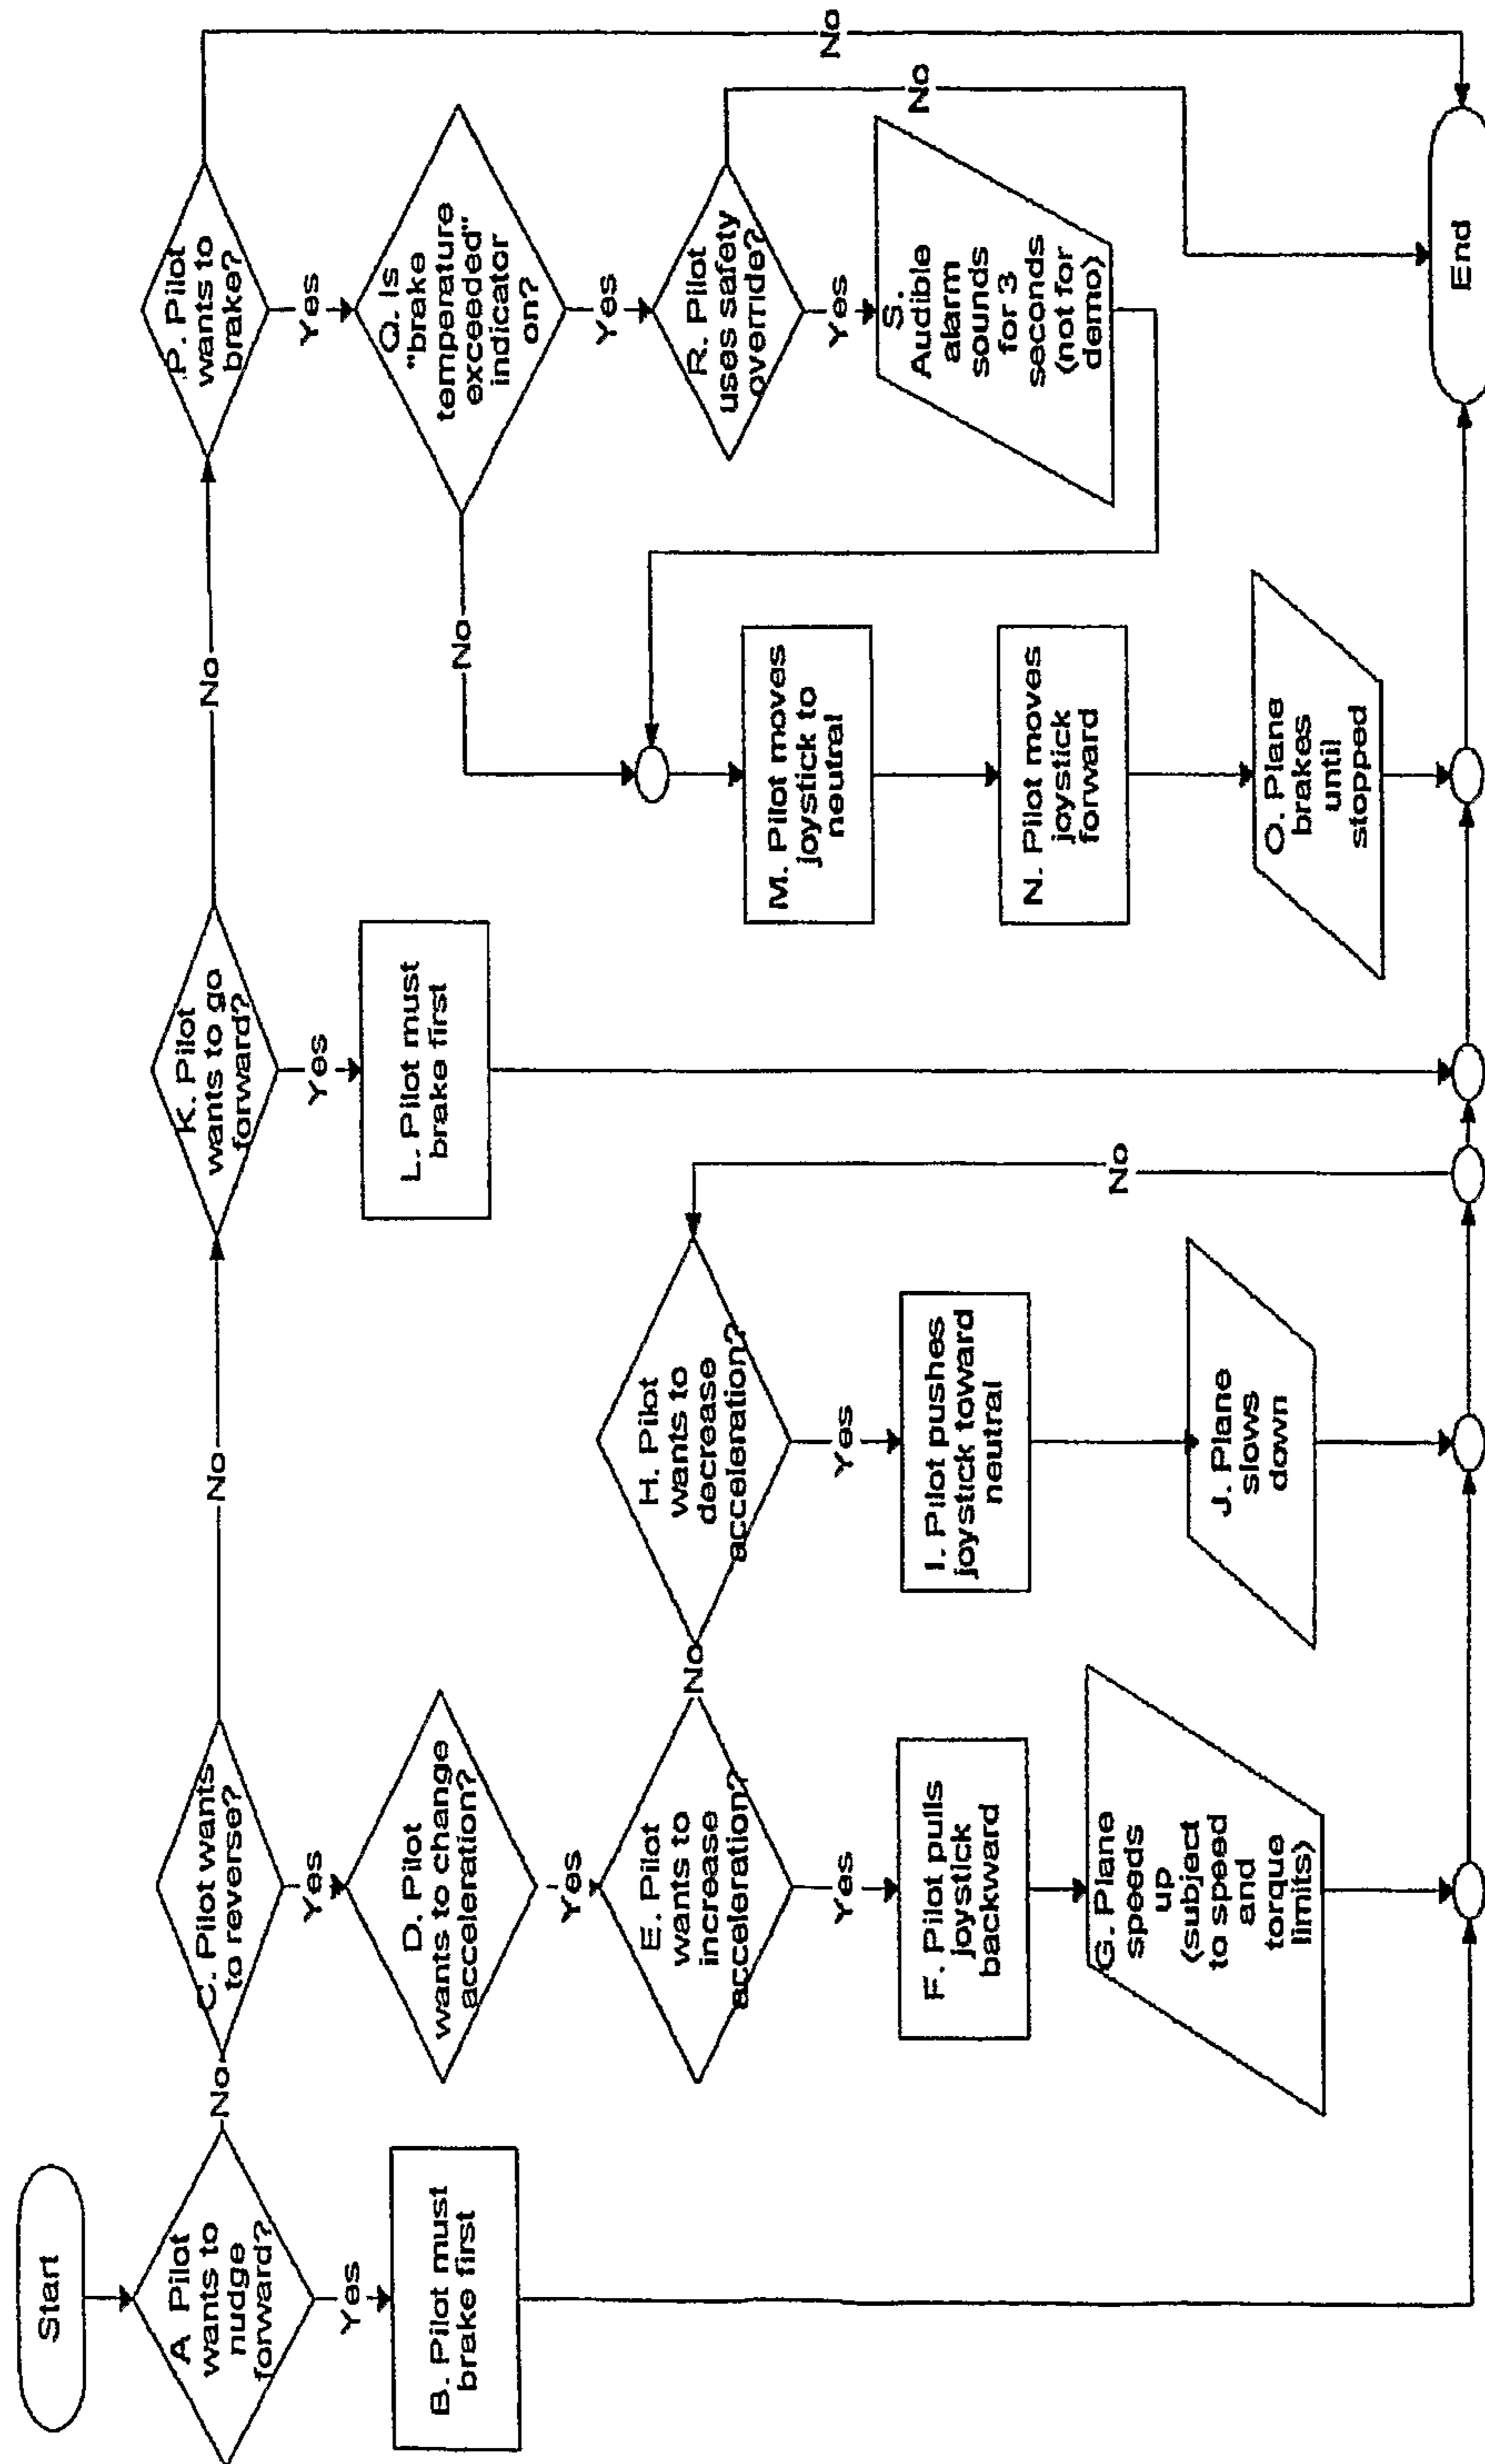 Start
A Pilot
wants to
nudge
forward?
Yes
B. Pilot must
brake first
No
C. Pilot wants
to reverse?
Yes
D. Pilot
wants to change
acceleration?
Yes
E. Pilot
wants to
increase
acceleration?
Yes
F. Pilot pulls
joystick
backward
G. Plane
speeds
up
(subject
to speed
and
torque
limits)
No
H. Pilot
wants to
decrease
acceleration?
Yes
I. Pilot pushes
joystick toward
neutral
J. Plane
slows
down
No
No
K. Pilot
wants to go
forward?
Yes
L. Pilot must
brake first
No
P. Pilot
wants to
brake?
Yes
Q. Is
"brake
temperature
exceeded"
indicator
on?
No
Yes
R. Pilot
uses safety
override?
Yes
S.
Audible
alarm
sounds
for 3
seconds
(not for
demo)
M. Pilot moves
joystick to
neutral
N. Pilot moves
joystick
forward
O. Plane
brakes
until
stopped
No
No
End